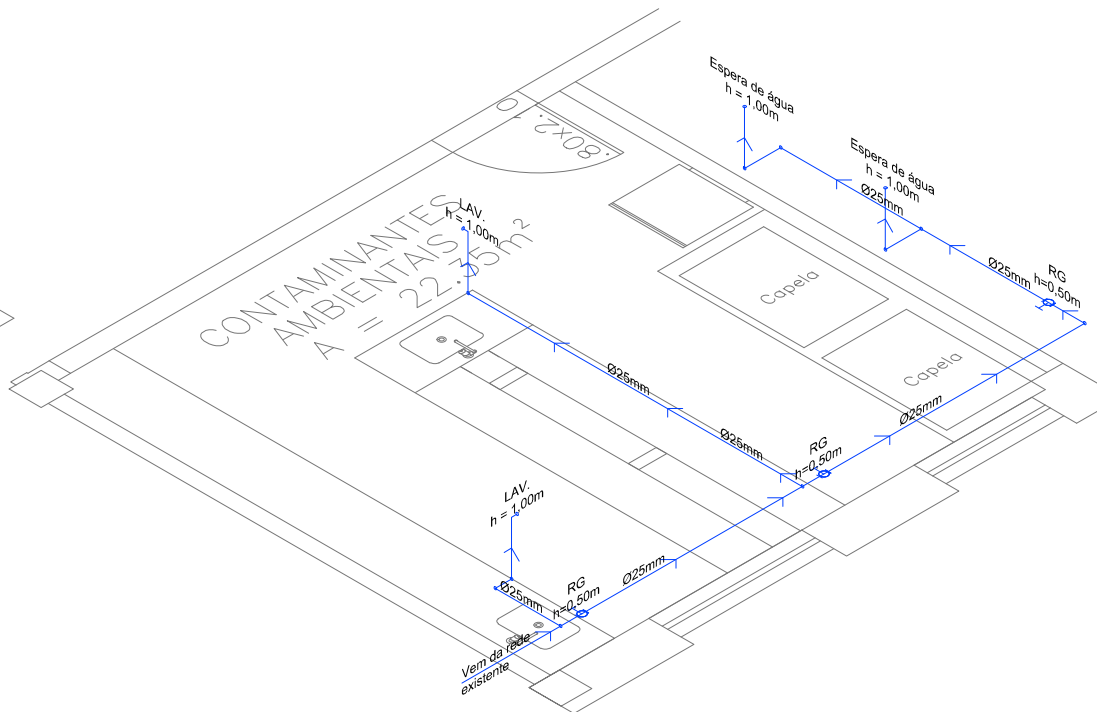 Espera de água
h = 1,00m
Espera de água
h = 1,00m
Ø25mm
Ø25mm
RG
h=0,50m
.80x2.
LAV.
h = 1,00m
CONTAMINANTES
AMBIENTAIS
A = 22.35m²
Capela
Capela
Ø25mm
Ø25mm
Ø25mm
RG
h=0,50m
LAV.
h = 1,00m
Ø25mm
RG
h=0,50m
Ø25mm
Vem da rede
existente